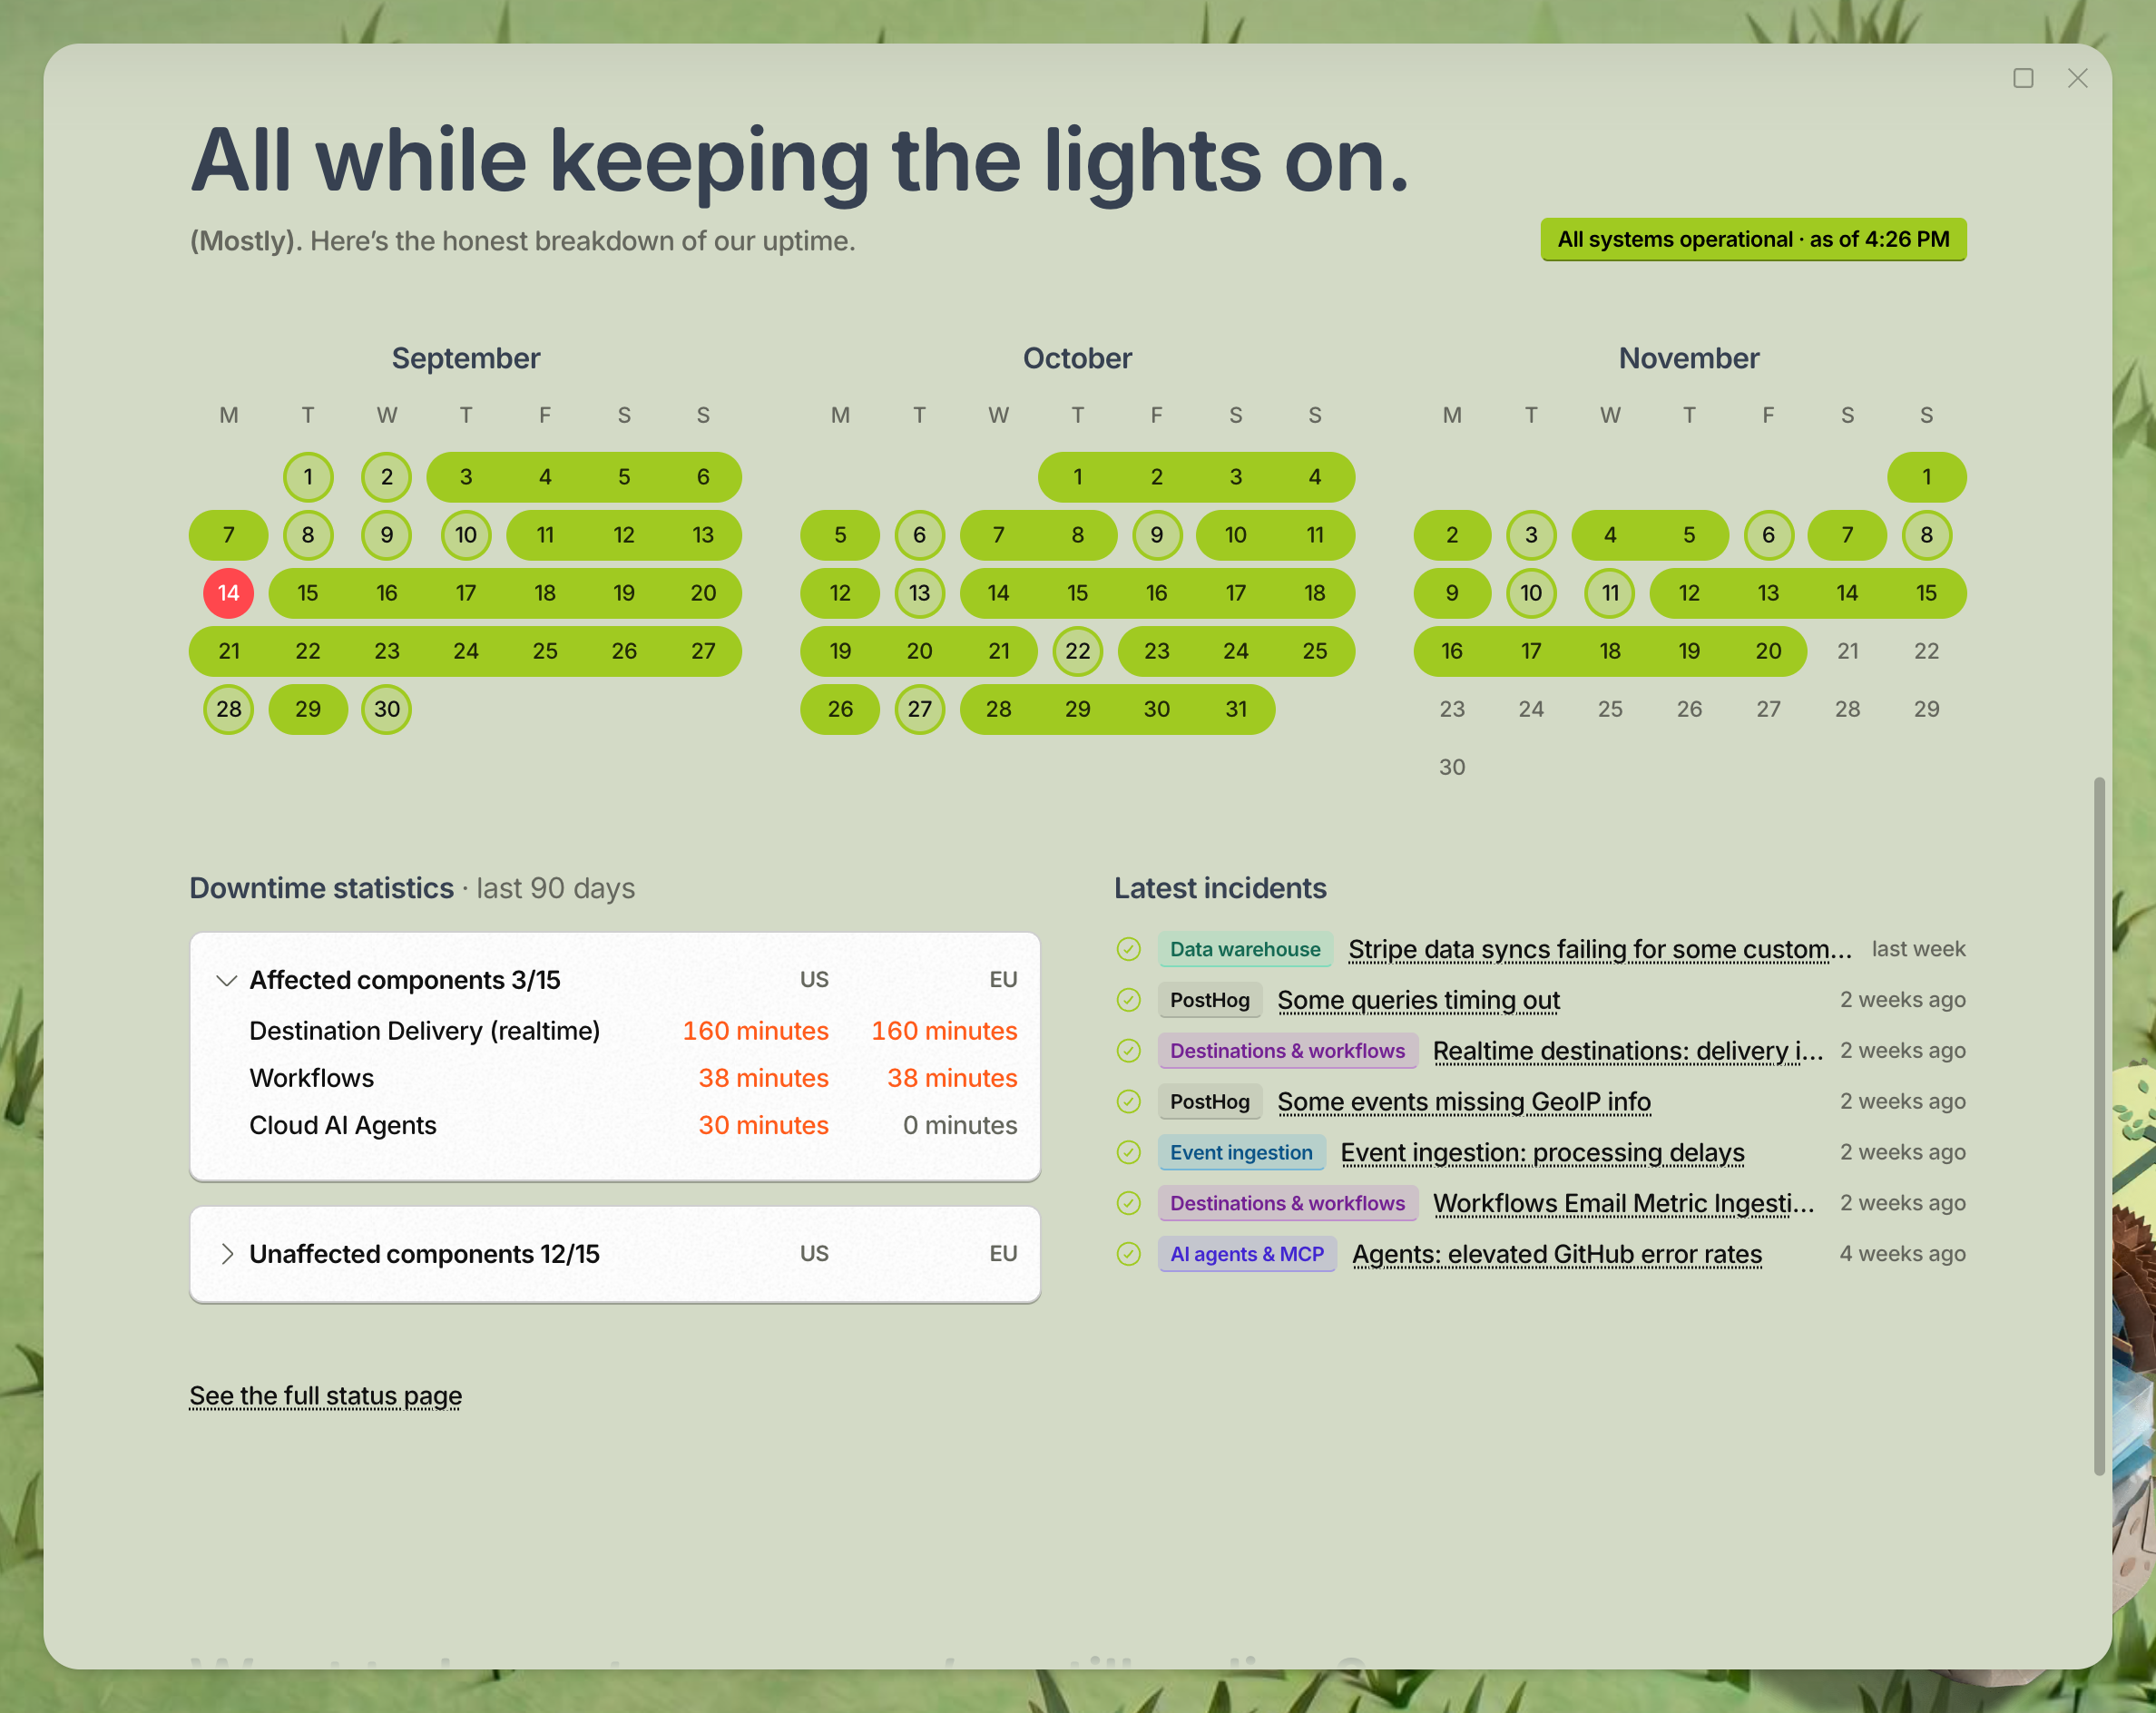 All while keeping the lights on.
(Mostly). Here's the honest breakdown of our uptime.
All systems operational · as of 4:26 PM
September
M T W T F S S
1 2 3 4 5 6
7 8 9 10 11 12 13
14 15 16 17 18 19 20
21 22 23 24 25 26 27
28 29 30
October
M T W T F S S
1 2 3 4
5 6 7 8 9 10 11
12 13 14 15 16 17 18
19 20 21 22 23 24 25
26 27 28 29 30 31
November
M T W T F S S
1
2 3 4 5 6 7 8
9 10 11 12 13 14 15
16 17 18 19 20 21 22
23 24 25 26 27 28 29
30
Downtime statistics · last 90 days
Affected components 3/15 US EU
Destination Delivery (realtime) 160 minutes 160 minutes
Workflows 38 minutes 38 minutes
Cloud AI Agents 30 minutes 0 minutes
Unaffected components 12/15 US EU
Latest incidents
Data warehouse Stripe data syncs failing for some custom... last week
PostHog Some queries timing out 2 weeks ago
Destinations & workflows Realtime destinations: delivery i... 2 weeks ago
PostHog Some events missing GeoIP info 2 weeks ago
Event ingestion Event ingestion: processing delays 2 weeks ago
Destinations & workflows Workflows Email Metric Ingesti... 2 weeks ago
AI agents & MCP Agents: elevated GitHub error rates 4 weeks ago
See the full status page